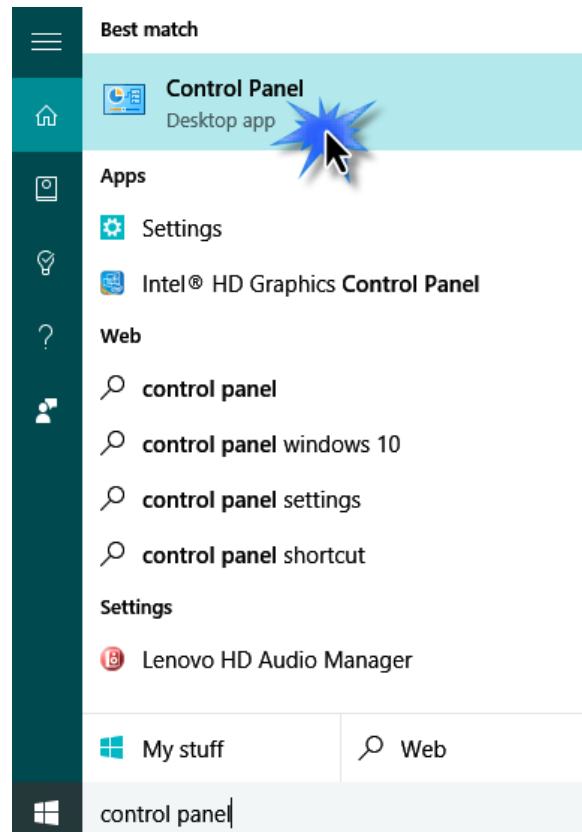 Best match
Control Panel
Desktop app
Apps
Settings
Intel® HD Graphics Control Panel
Web
control panel
control panel windows 10
control panel settings
control panel shortcut
Settings
Lenovo HD Audio Manager
My stuff
Web
control panel